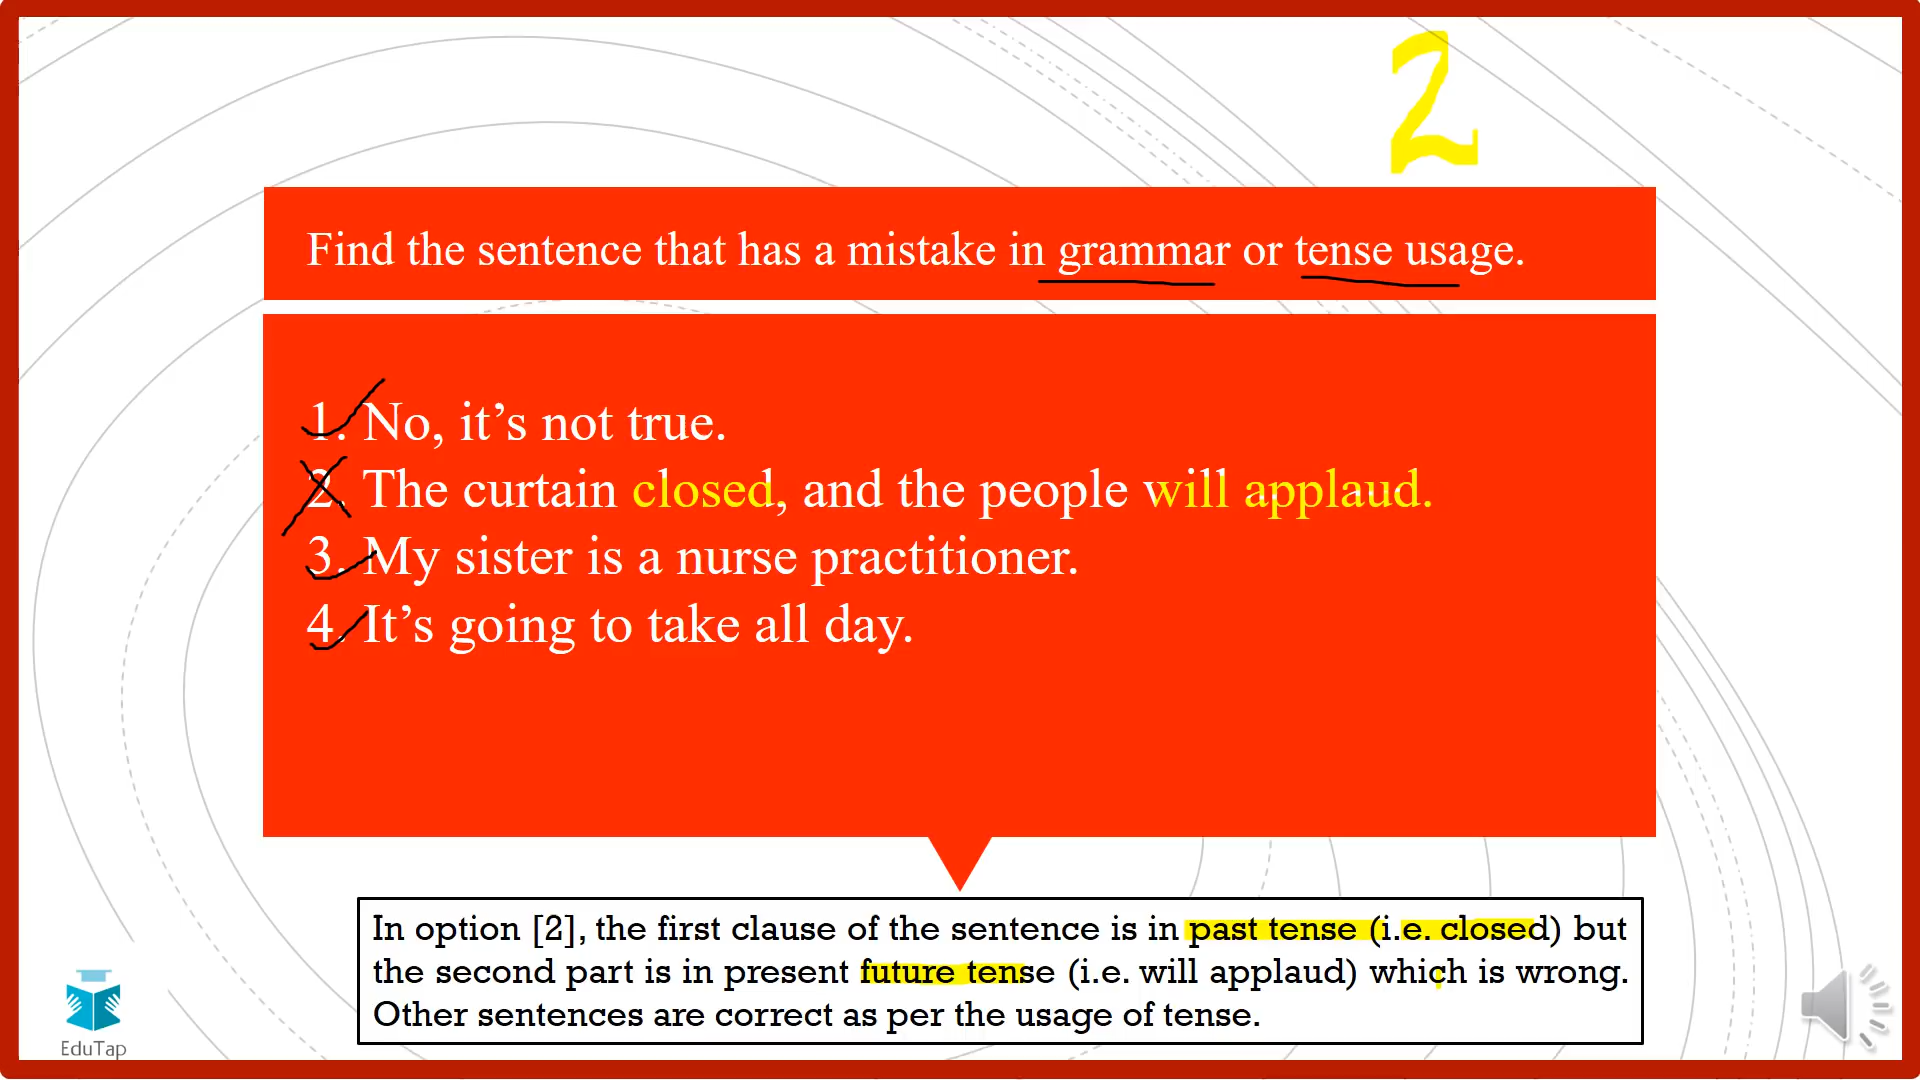 2
Find the sentence that has a mistake in grammar or tense usage.
1. No, it’s not true.
2. The curtain closed, and the people will applaud.
3. My sister is a nurse practitioner.
4. It’s going to take all day.
In option [2], the first clause of the sentence is in past tense (i.e. closed) but
the second part is in present future tense (i.e. will applaud) which is wrong.
Other sentences are correct as per the usage of tense.
EduTap